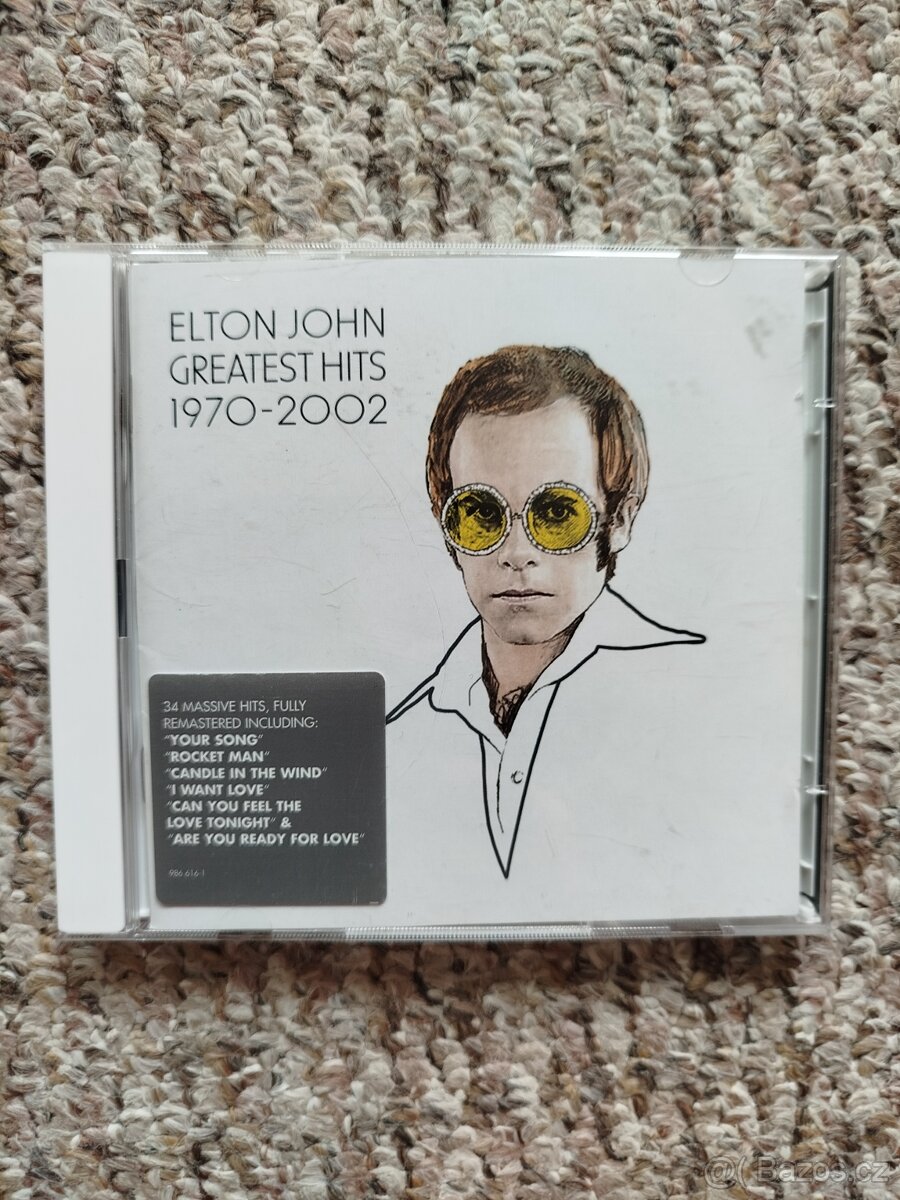 ELTON JOHN
GREATEST HITS
1970-2002
34 MASSIVE HITS, FULLY
REMASTERED INCLUDING:
"YOUR SONG"
"ROCKET MAN"
"CANDLE IN THE WIND"
"I WANT LOVE"
"CAN YOU FEEL THE
LOVE TONIGHT" &
"ARE YOU READY FOR LOVE"
986 616-1
@( Bazos.cz